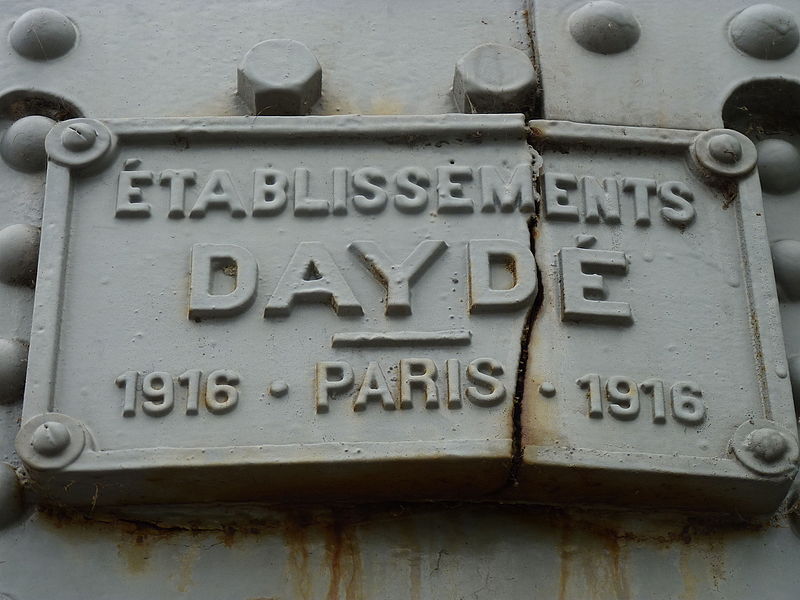 ÉTABLISSEMENTS
DAYDÉ
1916 · PARIS · 1916